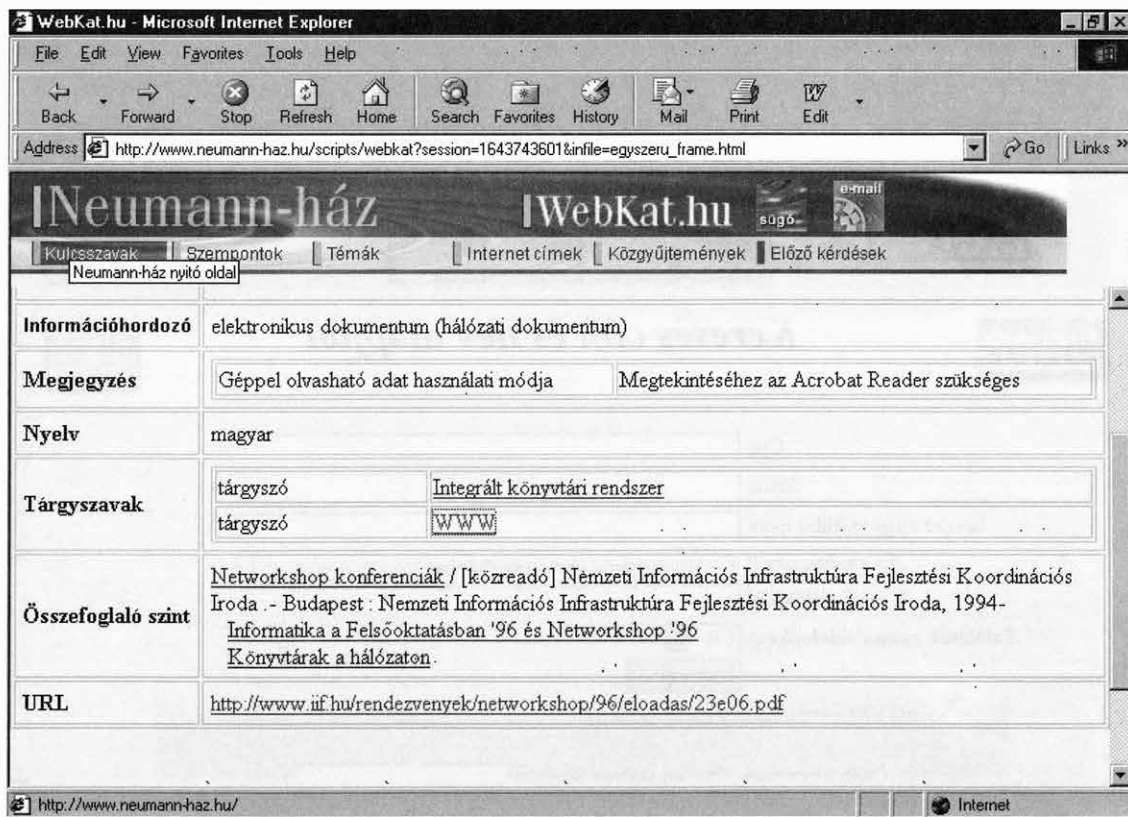 WebKat.hu - Microsoft Internet Explorer
File Edit View Favorites Tools Help
Back Forward Stop Refresh Home Search Favorites History Mail Print Edit
Address http://www.neumann-haz.hu/scripts/webkat?session=1643743601&infile=egyszeru_frame.html Go Links »
Neumann-ház WebKat.hu súgó e-mail
Kulcsszavak Szempontok Témák Internet címek Közgyűjtemények Előző kérdések
Neumann-ház nyitó oldal
Információhordozó elektronikus dokumentum (hálózati dokumentum)
Megjegyzés Géppel olvasható adat használati módja Megtekintéséhez az Acrobat Reader szükséges
Nyelv magyar
Tárgyszavak
tárgyszó Integrált könyvtári rendszer
tárgyszó WWW
Összefoglaló szint
Networkshop konferenciák / [közreadó] Nemzeti Információs Infrastruktúra Fejlesztési Koordinációs
Iroda .- Budapest : Nemzeti Információs Infrastruktúra Fejlesztési Koordinációs Iroda, 1994-
Informatika a Felsőoktatásban '96 és Networkshop '96
Könyvtárak a hálózaton.
URL http://www.iif.hu/rendezvenyek/networkshop/96/eloadas/23e06.pdf
http://www.neumann-haz.hu/ Internet